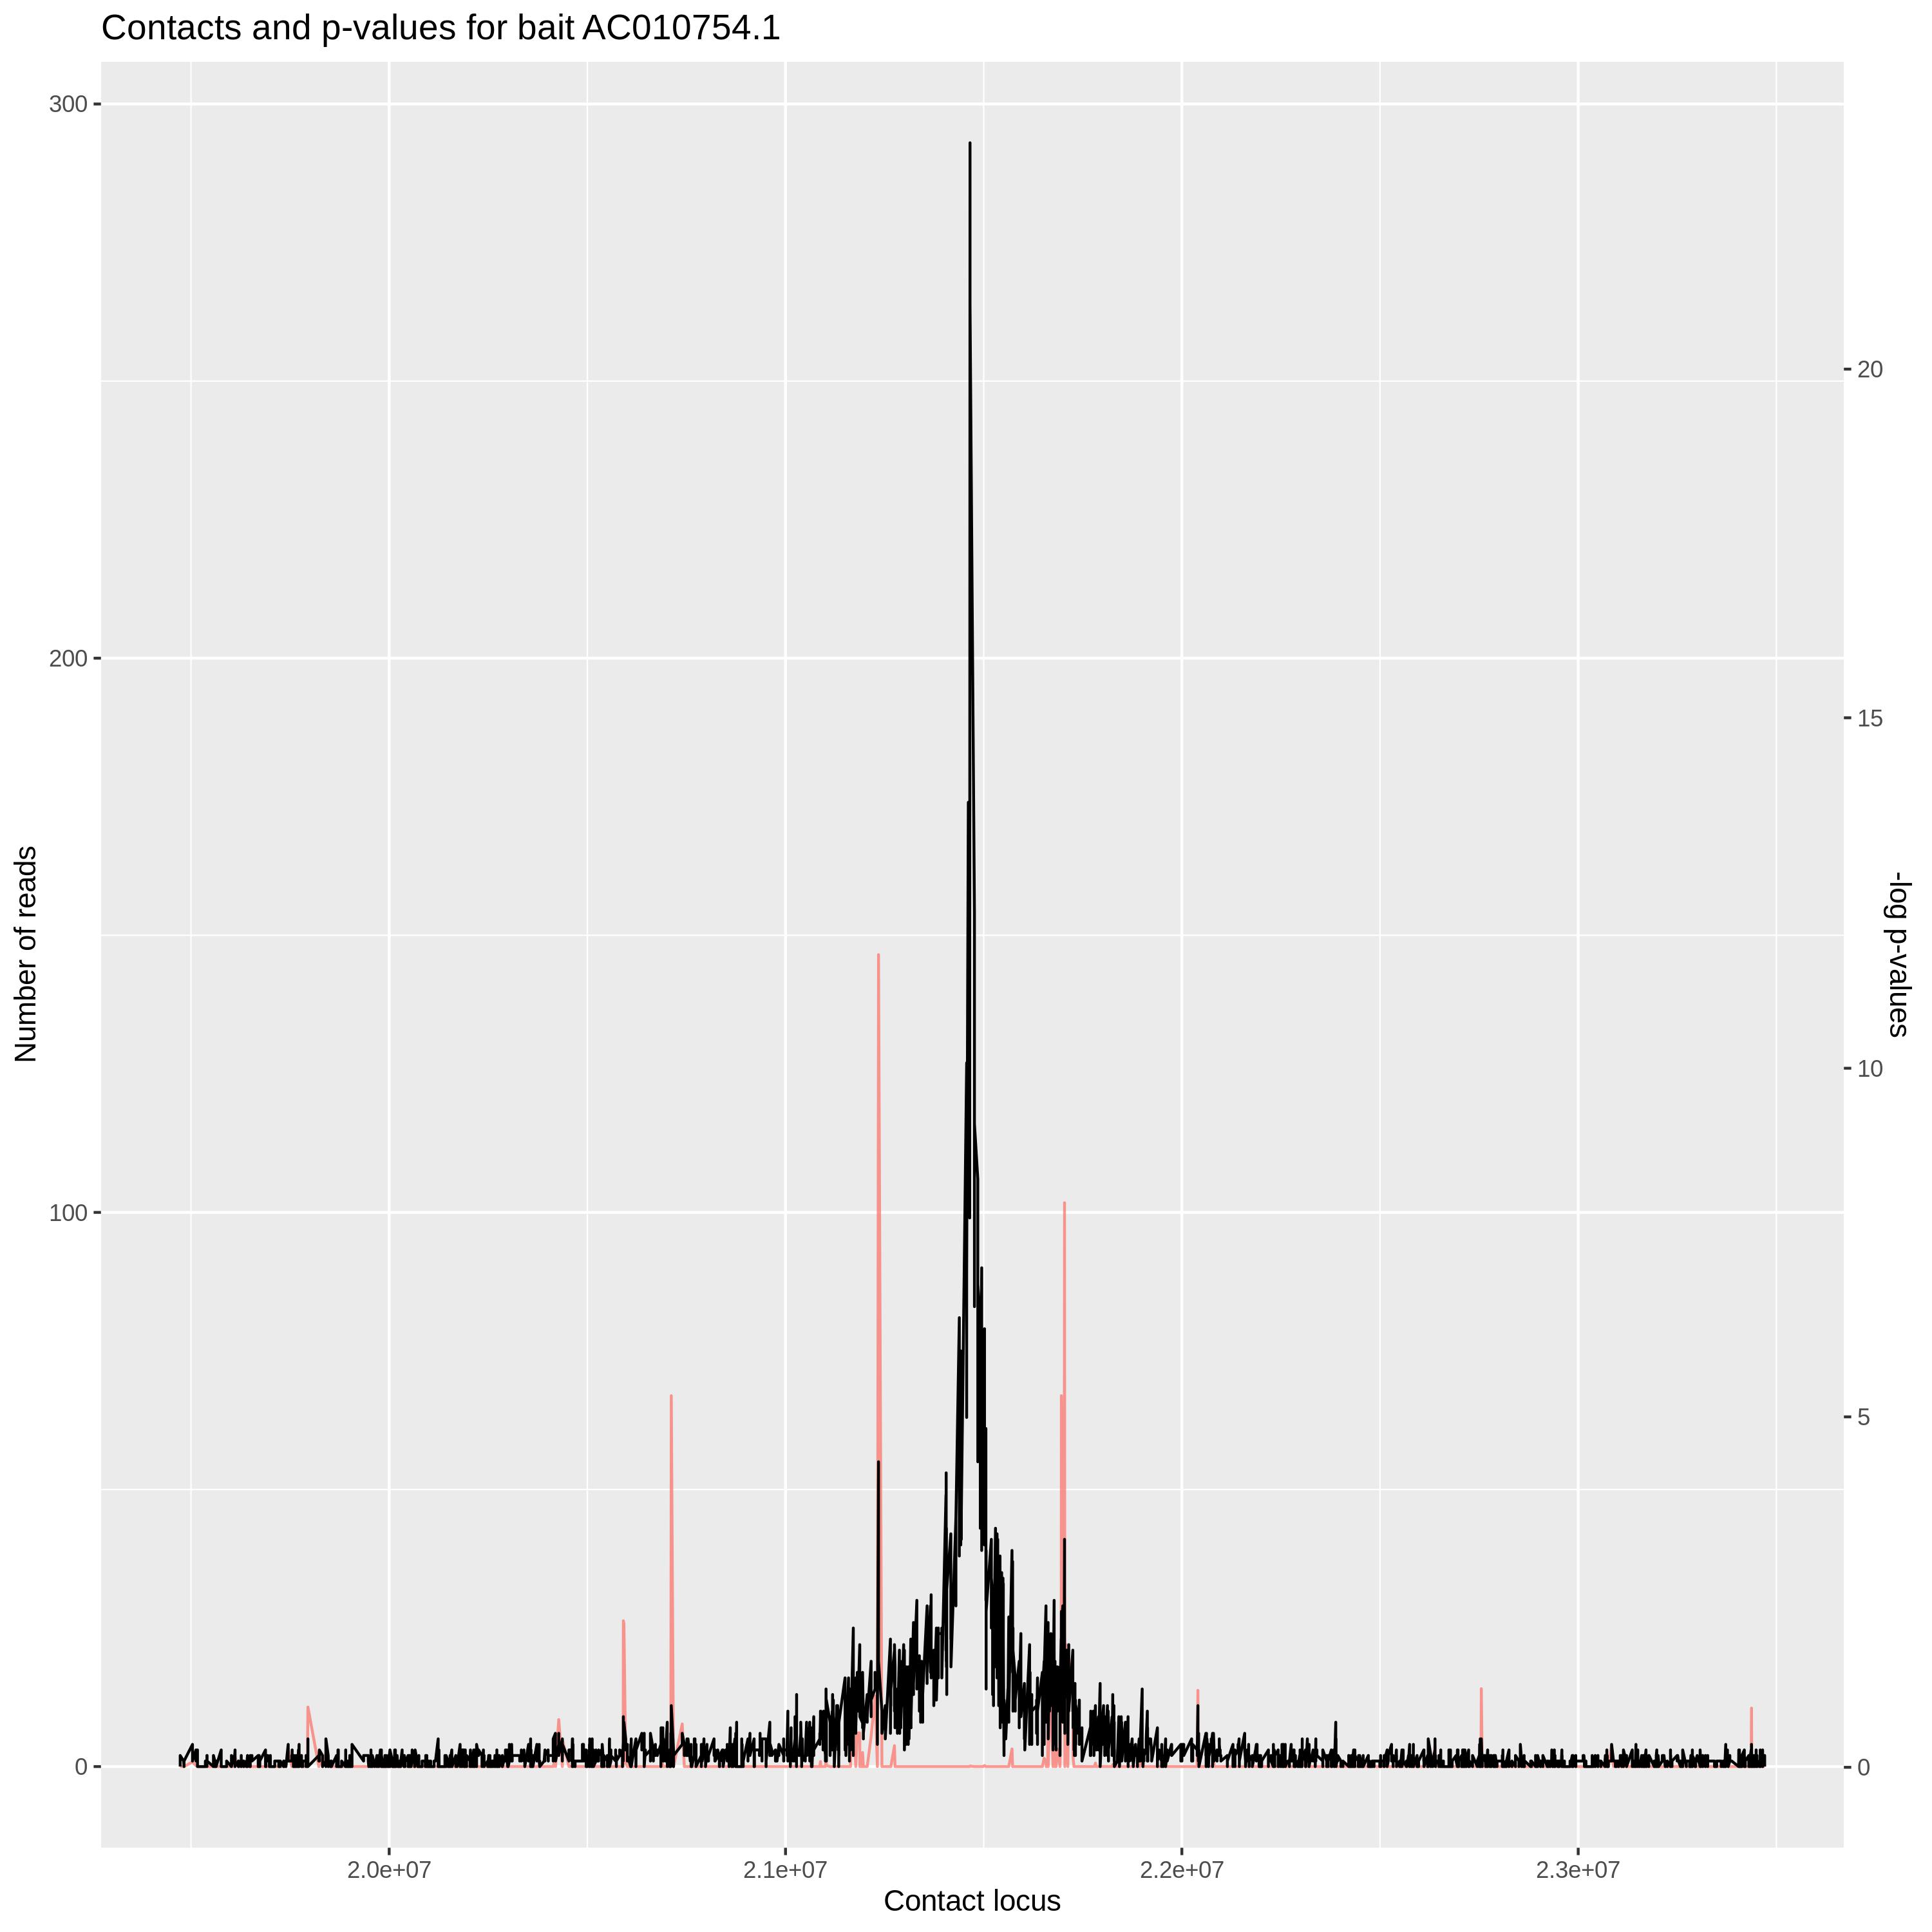 Contacts and p-values for bait AC010754.1
300
200
100
0
Number of reads
20
15
10
5
0
-log p-values
2.0e+07
2.1e+07
2.2e+07
2.3e+07
Contact locus